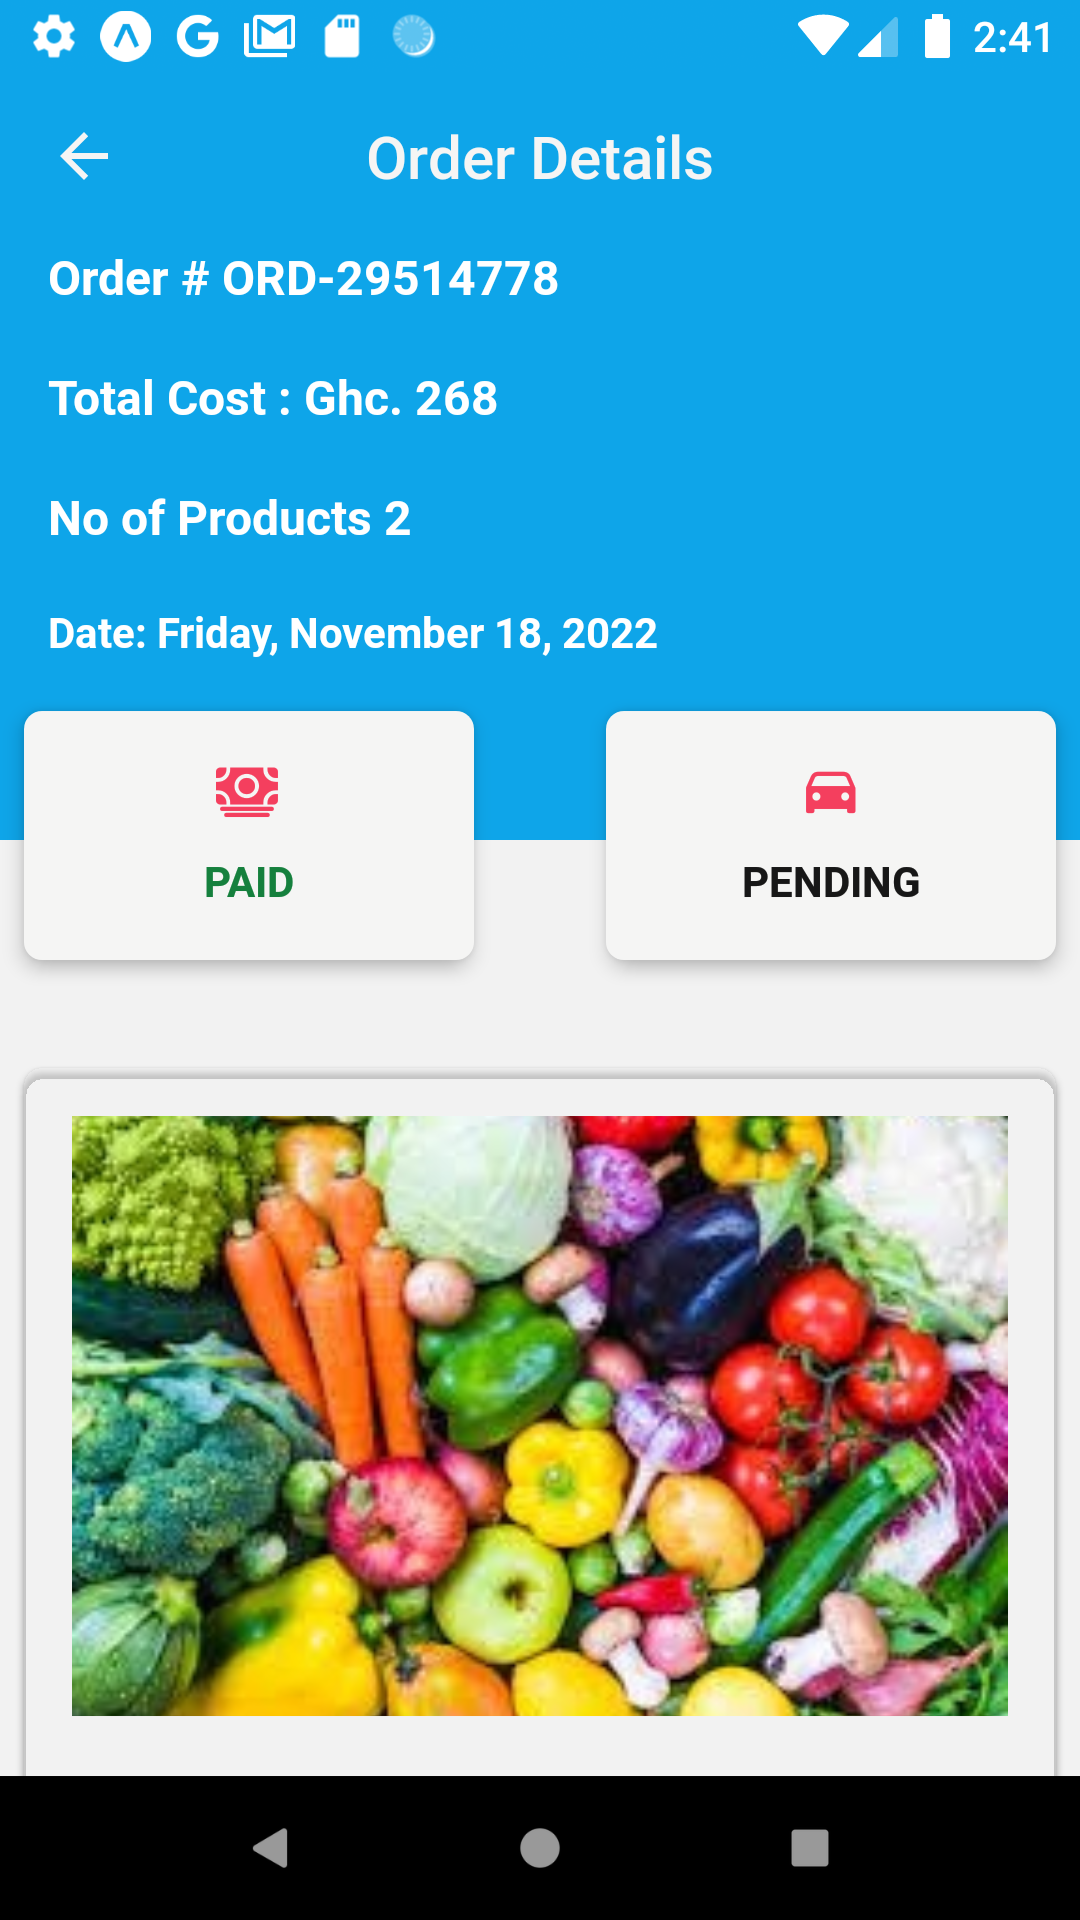 2:41
Order Details
Order # ORD-29514778
Total Cost : Ghc. 268
No of Products 2
Date: Friday, November 18, 2022
PAID
PENDING